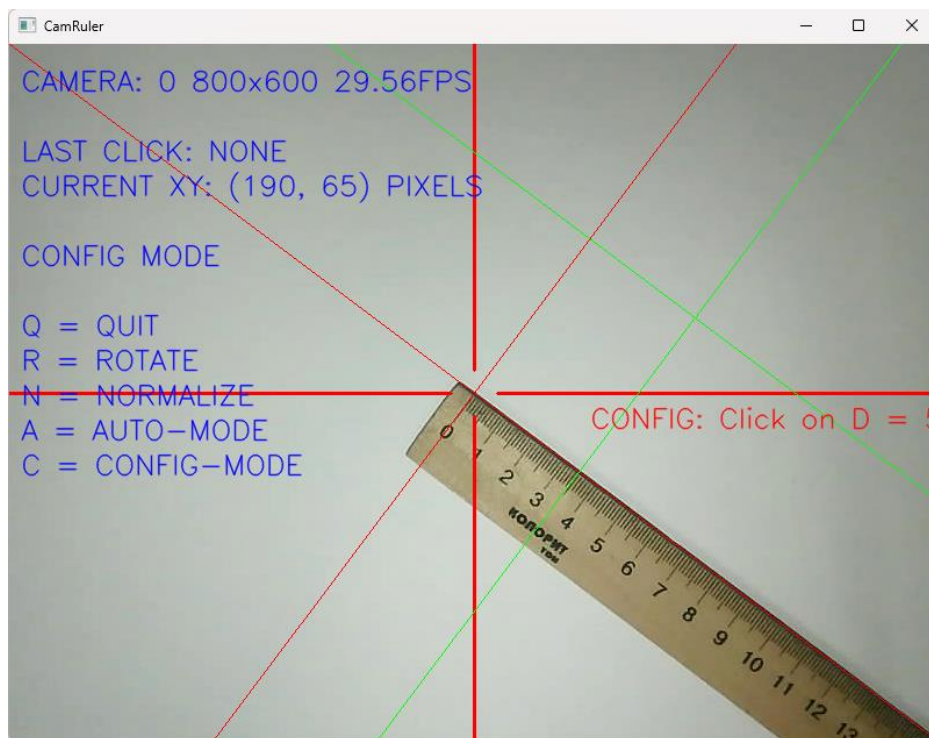 CamRuler
CAMERA: 0 800x600 29.56FPS
LAST CLICK: NONE
CURRENT XY: (190, 65) PIXELS
CONFIG MODE
Q = QUIT
R = ROTATE
N = NORMALIZE
A = AUTO-MODE
C = CONFIG-MODE
CONFIG: Click on D =
0 1 2 3 4 5 6 7 8 9 10 11 12 13
КОЛОРИТ